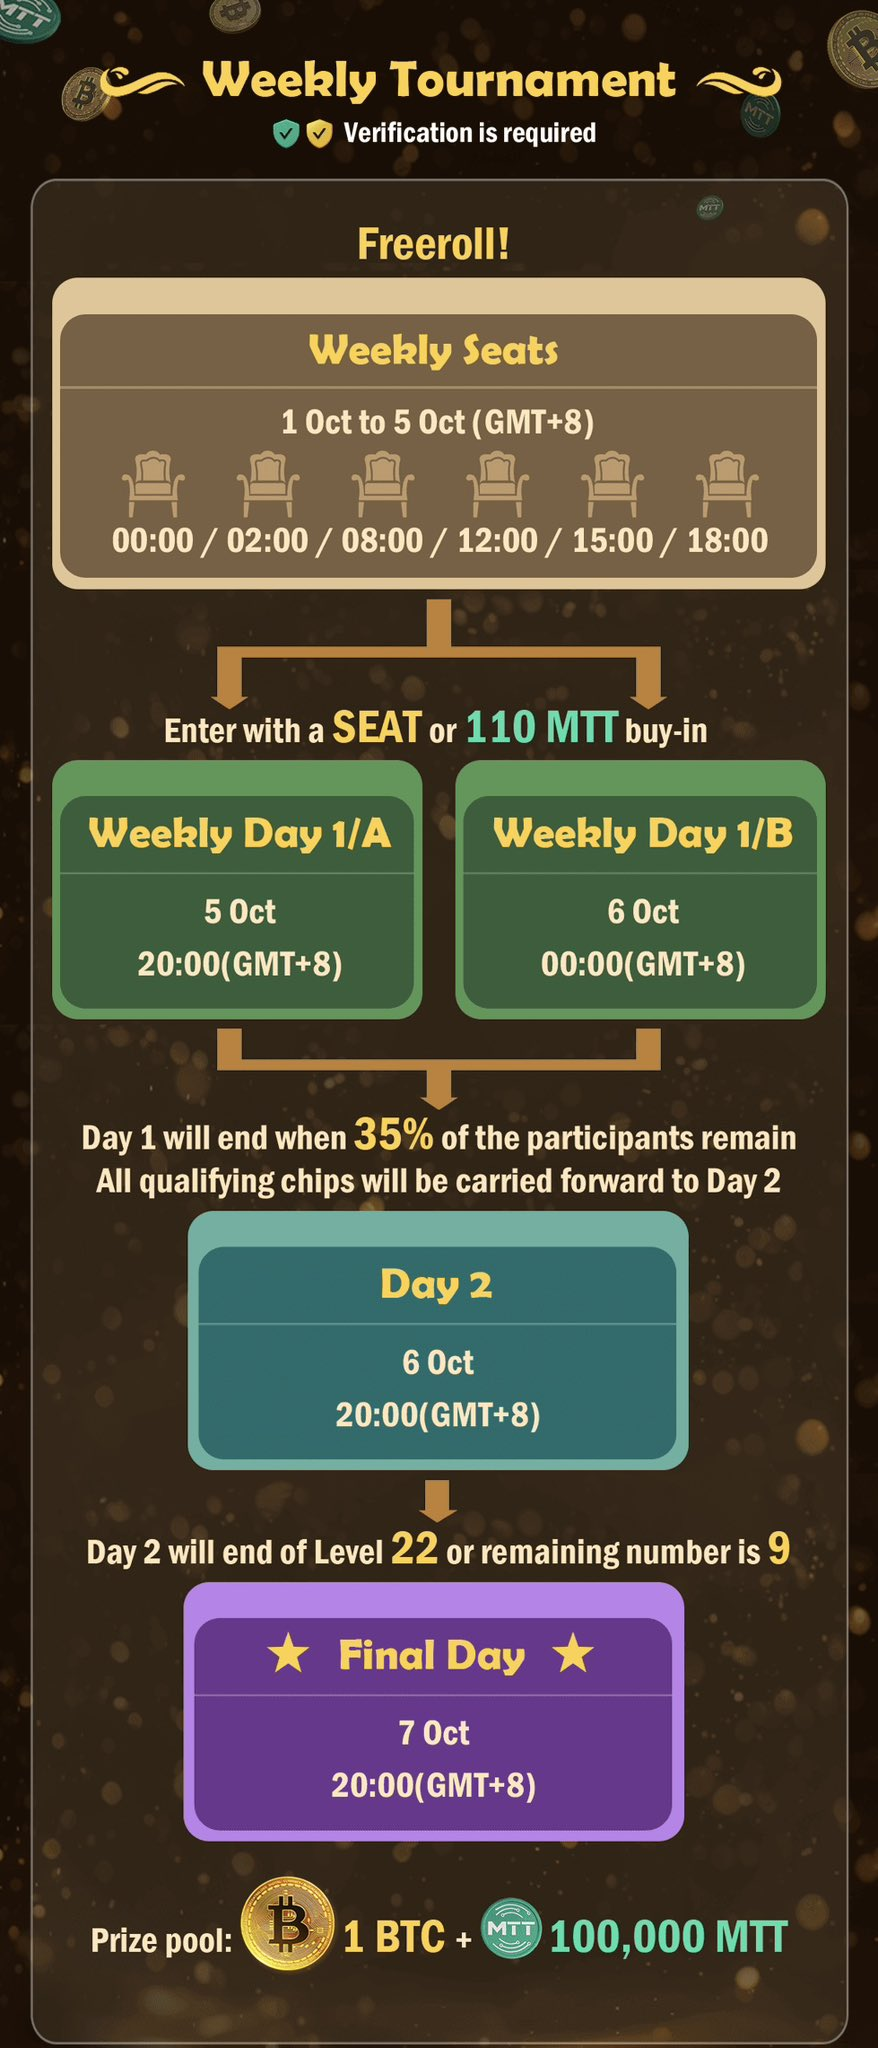 MTT
Weekly Tournament
MTT
Verification is required
MTT
Freeroll!
Weekly Seats
1 Oct to 5 Oct (GMT+8)
00:00 / 02:00 / 08:00 / 12:00 / 15:00 / 18:00
Enter with a SEAT or 110 MTT buy-in
Weekly Day 1/A
5 Oct
20:00(GMT+8)
Weekly Day 1/B
6 Oct
00:00(GMT+8)
Day 1 will end when 35% of the participants remain
All qualifying chips will be carried forward to Day 2
Day 2
6 Oct
20:00(GMT+8)
Day 2 will end of Level 22 or remaining number is 9
Final Day
7 Oct
20:00(GMT+8)
Prize pool: 1 BTC + MTT 100,000 MTT